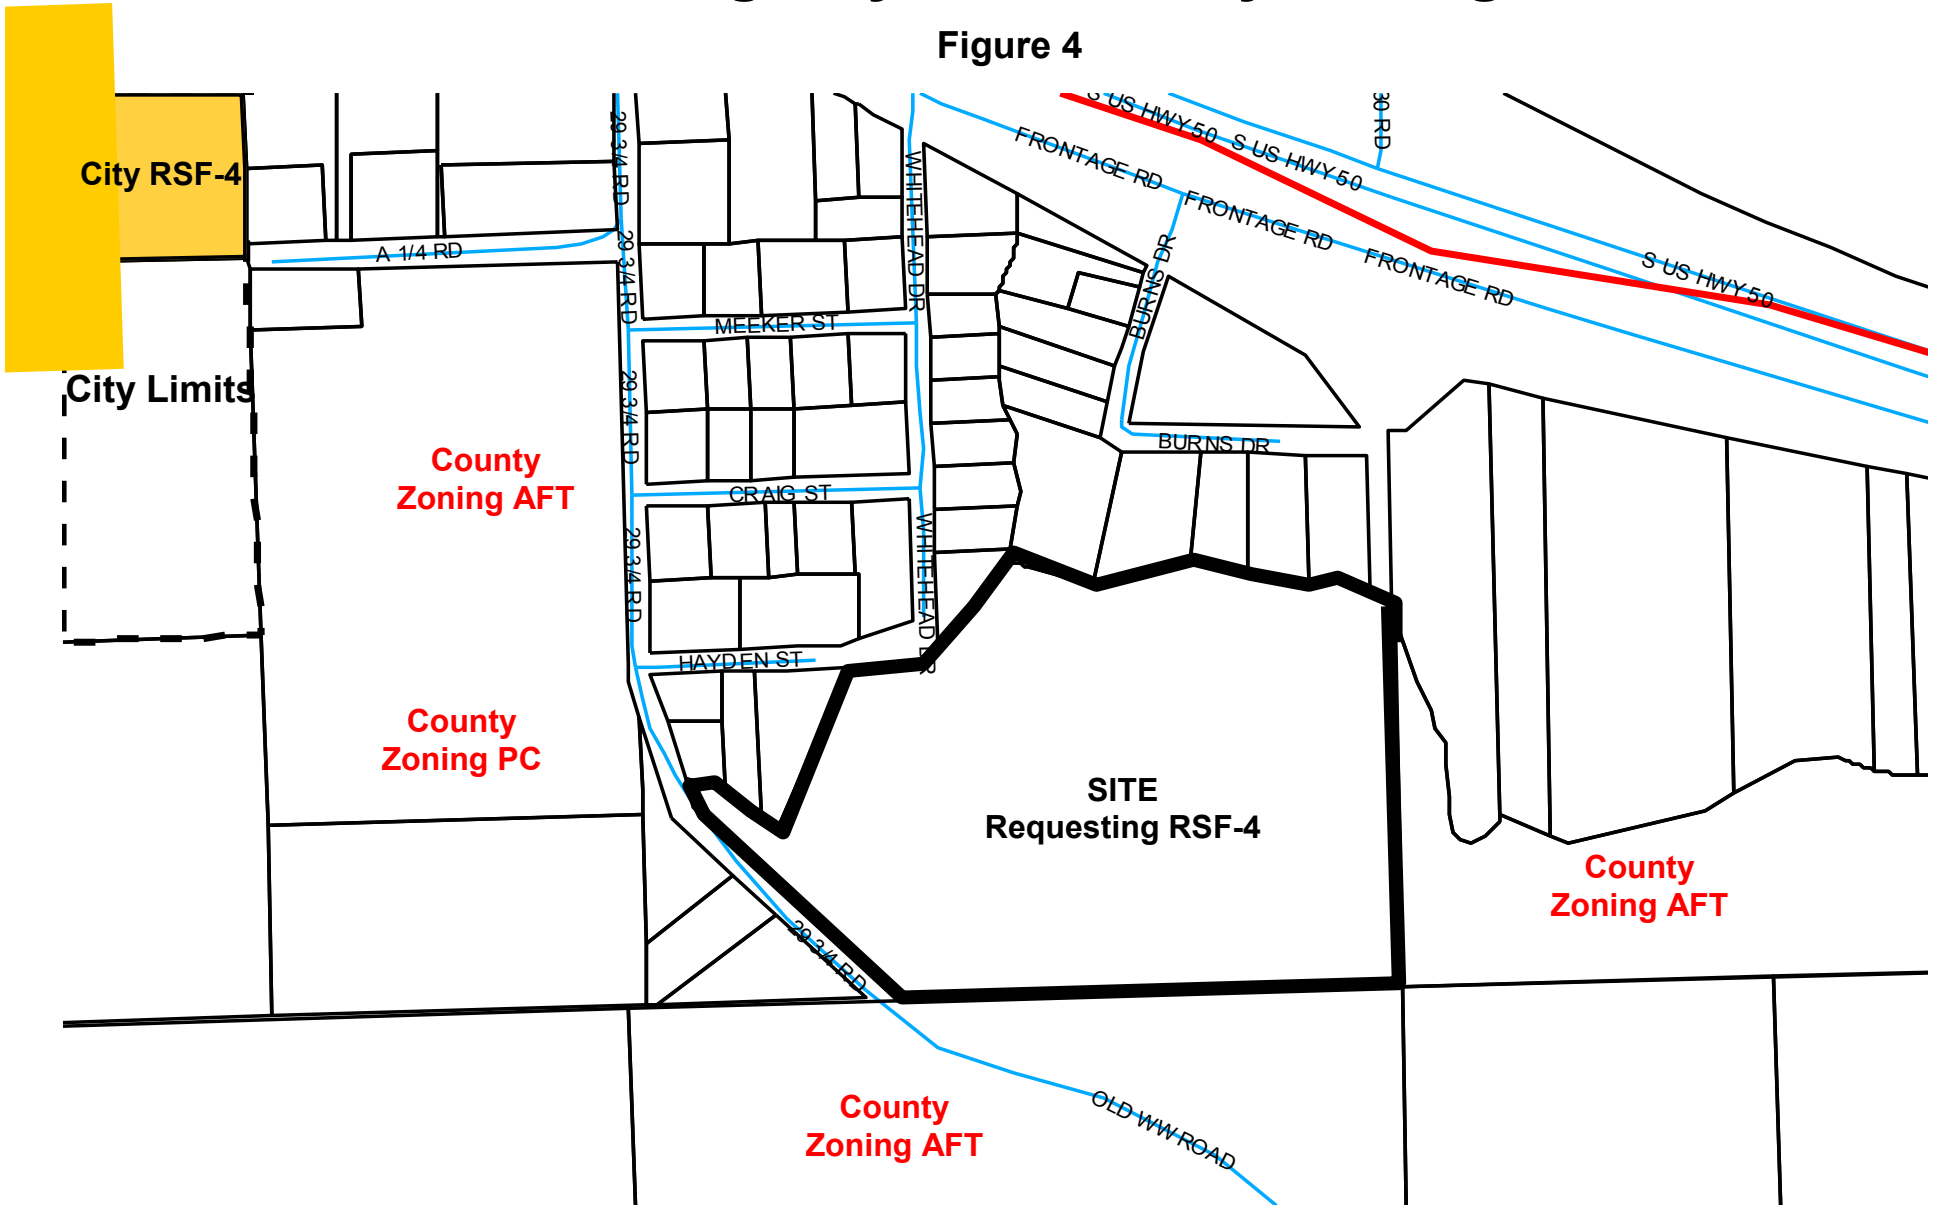 Figure 4
S US HWY 50
S US HWY 50
30 RD
FRONTAGE RD
FRONTAGE RD
FRONTAGE RD
S US HWY 50
City RSF-4
29 3/4 RD
WHITEHEAD DR
A 1/4 RD
29 3/4 RD
BURNS DR
MEEKER ST
City Limits
29 3/4 RD
BURNS DR
County
Zoning AFT
CRAIG ST
29 3/4 RD
WHITEHEAD DR
HAYDEN ST
County
Zoning PC
SITE
Requesting RSF-4
County
Zoning AFT
29 3/4 RD
County
Zoning AFT
OLD WW ROAD